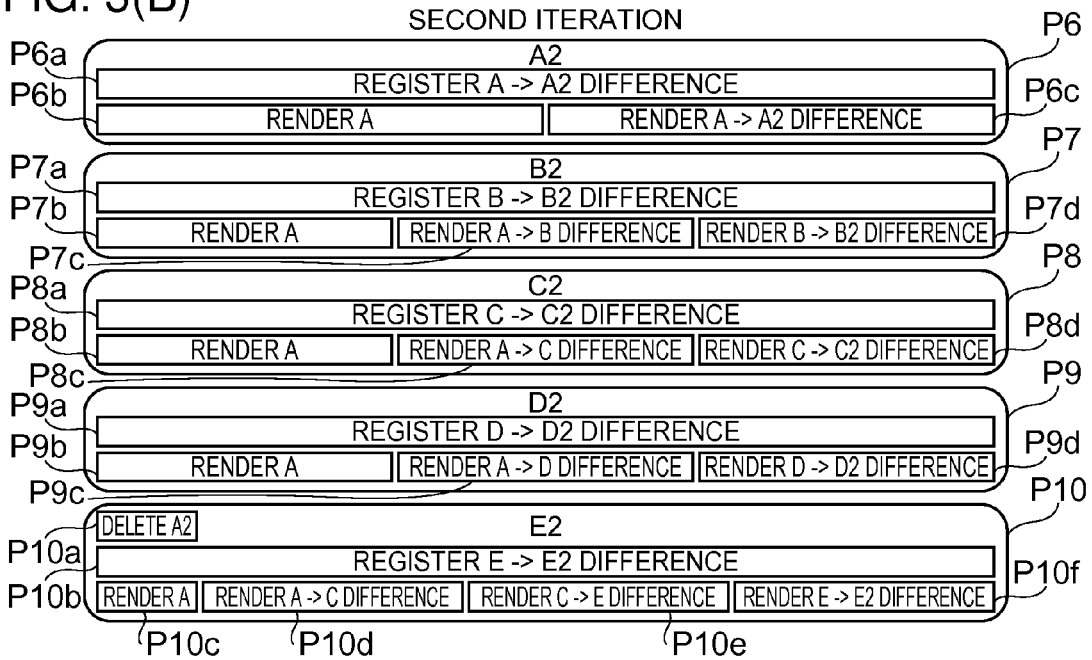 FIG. 3(B)
SECOND ITERATION
P6
P6a
A2
REGISTER A -> A2 DIFFERENCE
P6b
P6c
RENDER A
RENDER A -> A2 DIFFERENCE
P7
P7a
B2
REGISTER B -> B2 DIFFERENCE
P7b
P7d
RENDER A
RENDER A -> B DIFFERENCE
RENDER B -> B2 DIFFERENCE
P7c
P8
P8a
C2
REGISTER C -> C2 DIFFERENCE
P8b
P8d
RENDER A
RENDER A -> C DIFFERENCE
RENDER C -> C2 DIFFERENCE
P8c
P9
P9a
D2
REGISTER D -> D2 DIFFERENCE
P9b
P9d
RENDER A
RENDER A -> D DIFFERENCE
RENDER D -> D2 DIFFERENCE
P9c
P10
DELETE A2
E2
P10a
REGISTER E -> E2 DIFFERENCE
P10b
P10f
RENDER A
RENDER A -> C DIFFERENCE
RENDER C -> E DIFFERENCE
RENDER E -> E2 DIFFERENCE
P10c
P10d
P10e